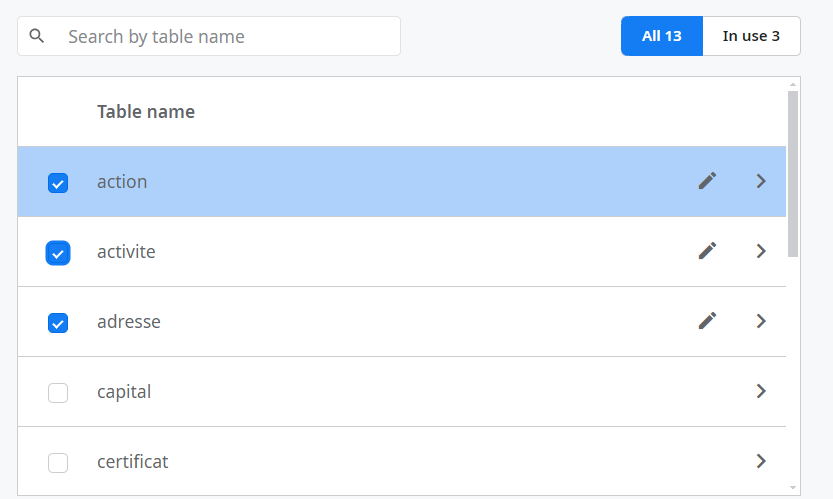 Search by table name
All 13
In use 3
Table name
action
activite
adresse
capital
certificat